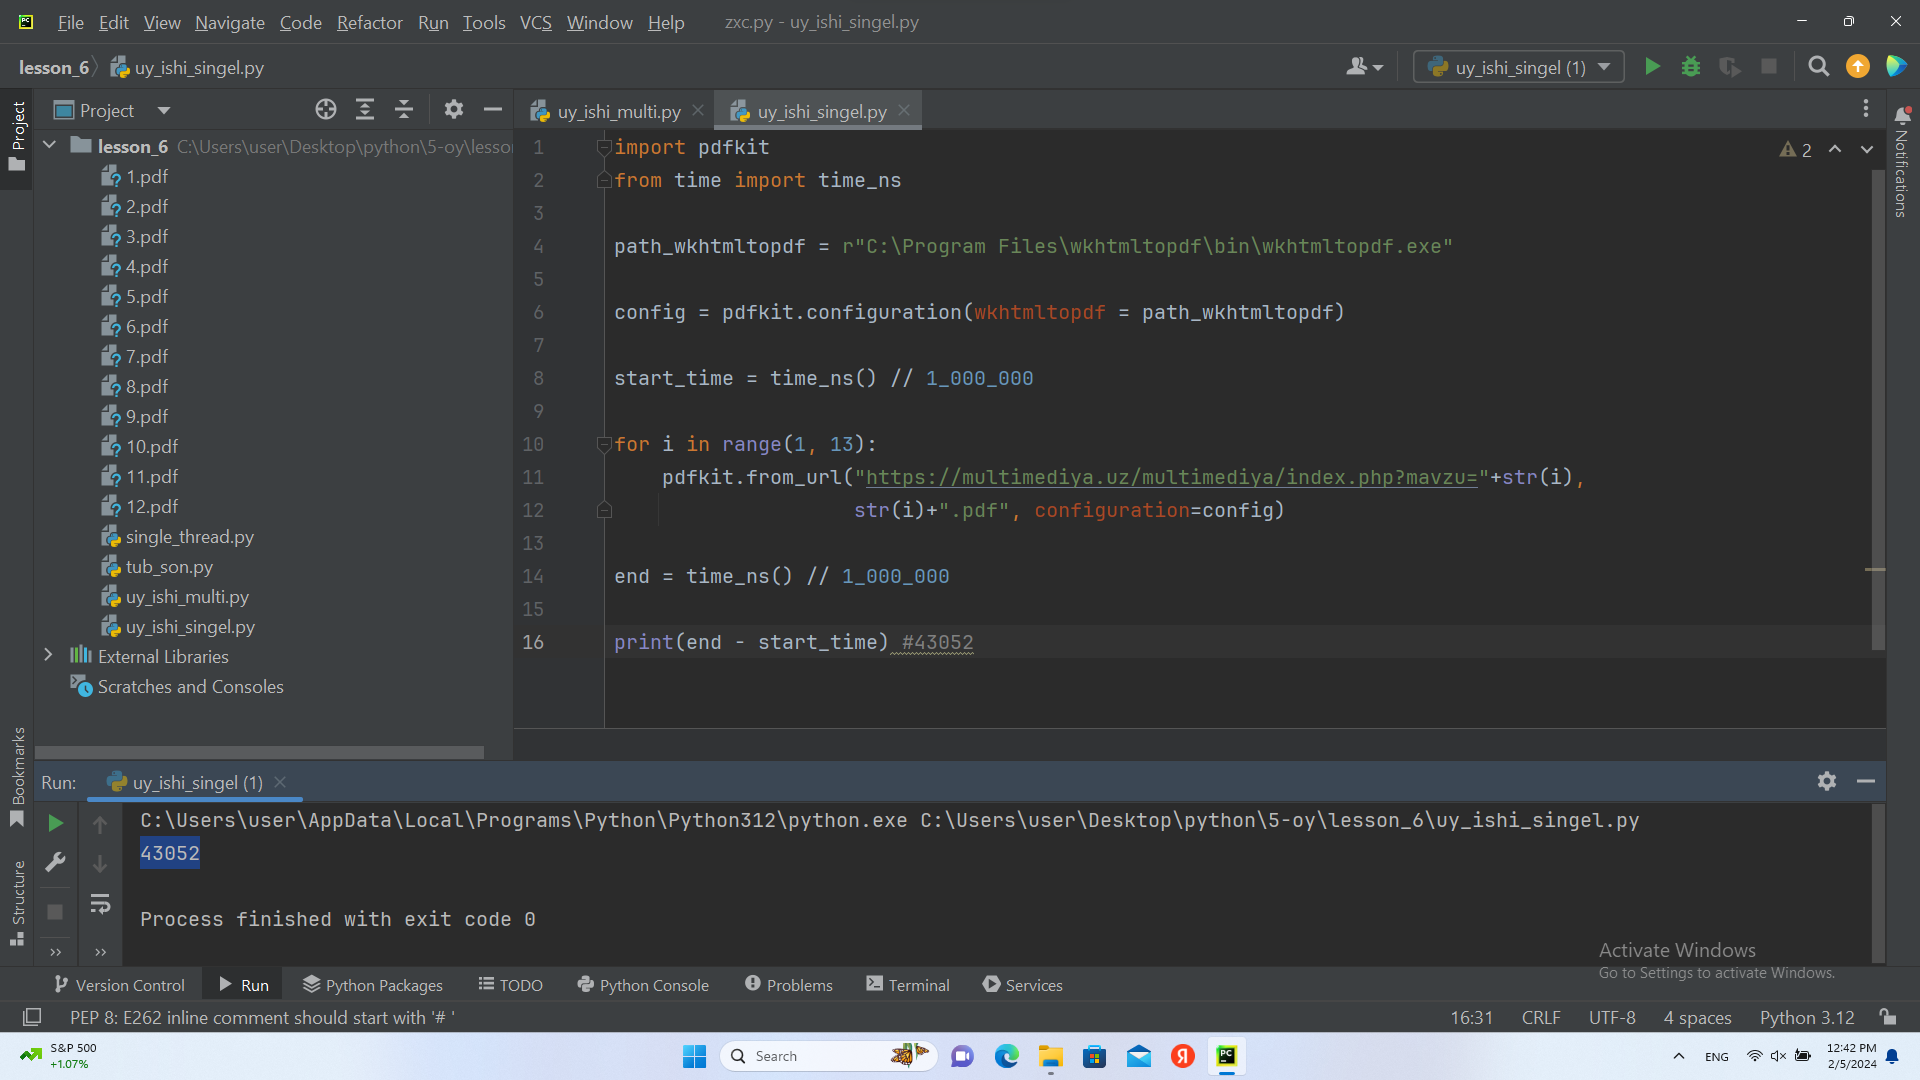 File Edit View Navigate Code Refactor Run Tools VCS Window Help zxc.py - uy_ishi_singel.py
lesson_6 uy_ishi_singel.py
uy_ishi_singel (1)
Project
uy_ishi_multi.py
uy_ishi_singel.py
Project
Notifications
lesson_6 C:\Users\user\Desktop\python\5-oy\lesso
1.pdf
2.pdf
3.pdf
4.pdf
5.pdf
6.pdf
7.pdf
8.pdf
9.pdf
10.pdf
11.pdf
12.pdf
single_thread.py
tub_son.py
uy_ishi_multi.py
uy_ishi_singel.py
External Libraries
Scratches and Consoles
2
1 import pdfkit
2 from time import time_ns
3
4 path_wkhtmltopdf = r"C:\Program Files\wkhtmltopdf\bin\wkhtmltopdf.exe"
5
6 config = pdfkit.configuration(wkhtmltopdf = path_wkhtmltopdf)
7
8 start_time = time_ns() // 1_000_000
9
10 for i in range(1, 13):
11 pdfkit.from_url("https://multimediya.uz/multimediya/index.php?mavzu="+str(i),
12 str(i)+".pdf", configuration=config)
13
14 end = time_ns() // 1_000_000
15
16 print(end - start_time) #43052
Bookmarks
Structure
Run: uy_ishi_singel (1)
C:\Users\user\AppData\Local\Programs\Python\Python312\python.exe C:\Users\user\Desktop\python\5-oy\lesson_6\uy_ishi_singel.py
43052
Process finished with exit code 0
Activate Windows
Go to Settings to activate Windows.
Version Control Run Python Packages TODO Python Console Problems Terminal Services
PEP 8: E262 inline comment should start with '# '
16:31 CRLF UTF-8 4 spaces Python 3.12
S&P 500
+1.07%
Search
PC
Я
ENG
12:42 PM
2/5/2024